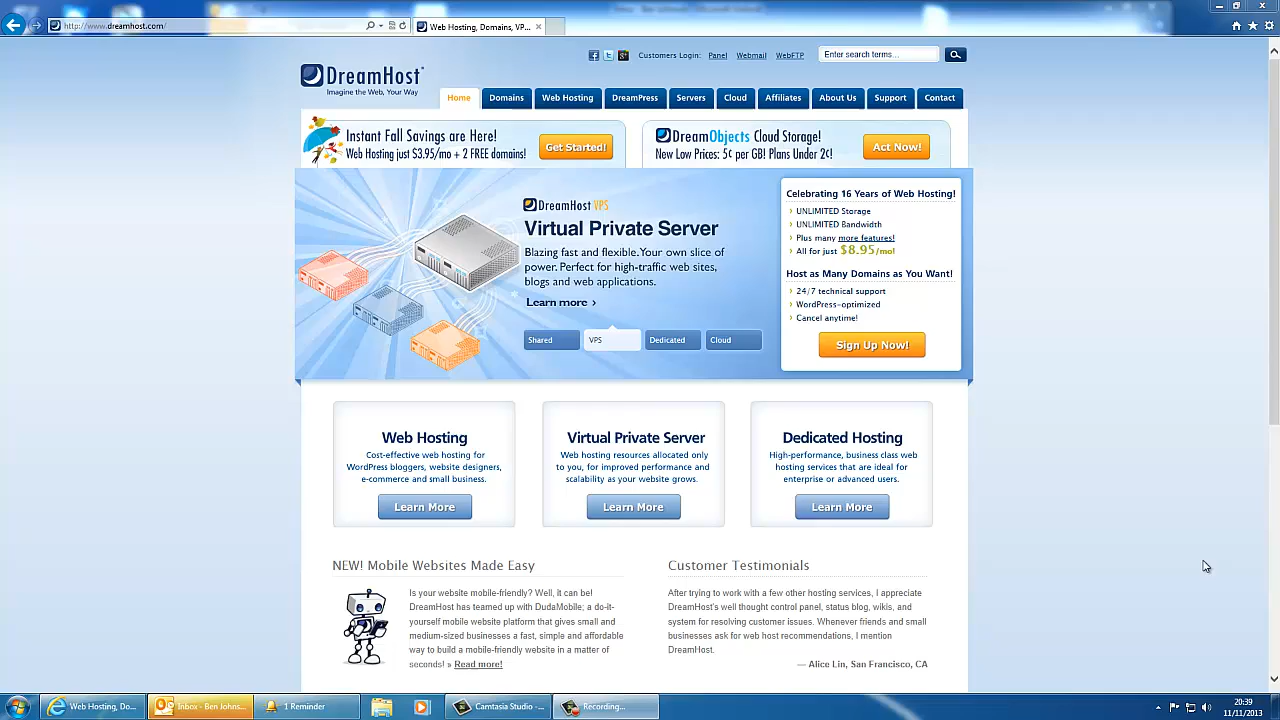 http://www.dreamhost.com/
Web Hosting, Domains, VP...
Customers Login: Panel Webmail WebFTP
Enter search terms...
DreamHost
Imagine the Web, Your Way
Home Domains Web Hosting DreamPress Servers Cloud Affiliates About Us Support Contact
Instant Fall Savings are Here!
Web Hosting just $3.95/mo + 2 FREE domains!
Get Started!
DreamObjects Cloud Storage!
New Low Prices: 5¢ per GB! Plans Under 2¢!
Act Now!
DreamHost VPS
Virtual Private Server
Blazing fast and flexible. Your own slice of
power. Perfect for high-traffic web sites,
blogs and web applications.
Learn more ›
Shared VPS Dedicated Cloud
Celebrating 16 Years of Web Hosting!
UNLIMITED Storage
UNLIMITED Bandwidth
Plus many more features!
All for just $8.95/mo!
Host as Many Domains as You Want!
24/7 technical support
WordPress-optimized
Cancel anytime!
Sign Up Now!
Web Hosting
Cost-effective web hosting for
WordPress bloggers, website designers,
e-commerce and small business.
Learn More
Virtual Private Server
Web hosting resources allocated only
to you, for improved performance and
scalability as your website grows.
Learn More
Dedicated Hosting
High-performance, business class web
hosting services that are ideal for
enterprise or advanced users.
Learn More
NEW! Mobile Websites Made Easy
Is your website mobile-friendly? Well, it can be!
DreamHost has teamed up with DudaMobile; a do-it-
yourself mobile website platform that gives small and
medium-sized businesses a fast, simple and affordable
way to build a mobile-friendly website in a matter of
seconds! » Read more!
Customer Testimonials
After trying to work with a few other hosting services, I appreciate
DreamHost's well thought control panel, status blog, wikis, and
system for resolving customer issues. Whenever friends and small
businesses ask for web host recommendations, I mention
DreamHost.
— Alice Lin, San Francisco, CA
Web Hosting, Do...
Inbox - Ben Johns...
1 Reminder
Camtasia Studio -...
Recording...
20:39
11/11/2013